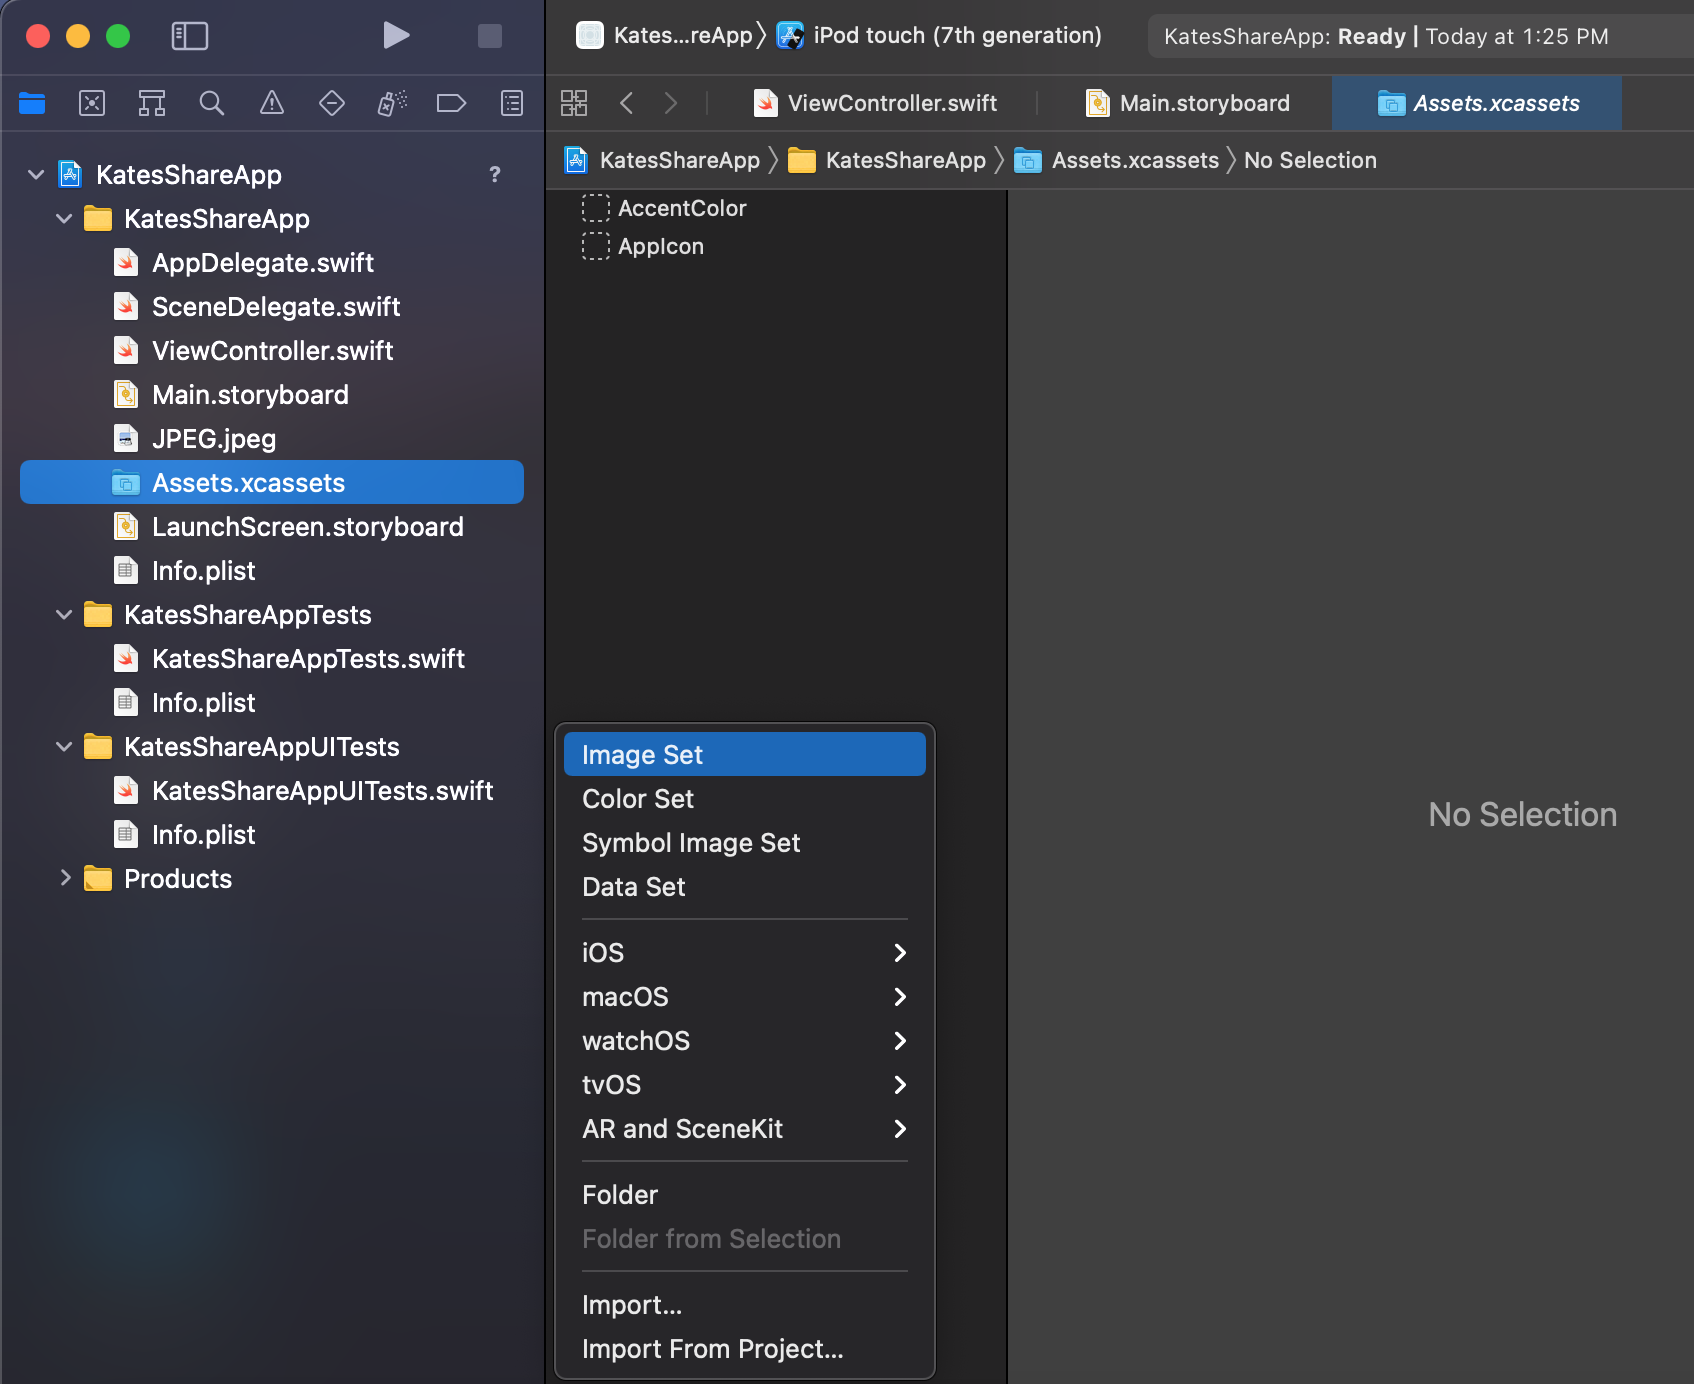 Kates...reApp
iPod touch (7th generation)
KatesShareApp: Ready | Today at 1:25 PM
ViewController.swift
Main.storyboard
Assets.xcassets
KatesShareApp
KatesShareApp
Assets.xcassets
No Selection
KatesShareApp ?
KatesShareApp
AppDelegate.swift
SceneDelegate.swift
ViewController.swift
Main.storyboard
JPEG.jpeg
Assets.xcassets
LaunchScreen.storyboard
Info.plist
KatesShareAppTests
KatesShareAppTests.swift
Info.plist
KatesShareAppUITests
KatesShareAppUITests.swift
Info.plist
Products
AccentColor
AppIcon
Image Set
Color Set
Symbol Image Set
Data Set
iOS
macOS
watchOS
tvOS
AR and SceneKit
Folder
Folder from Selection
Import...
Import From Project...
No Selection